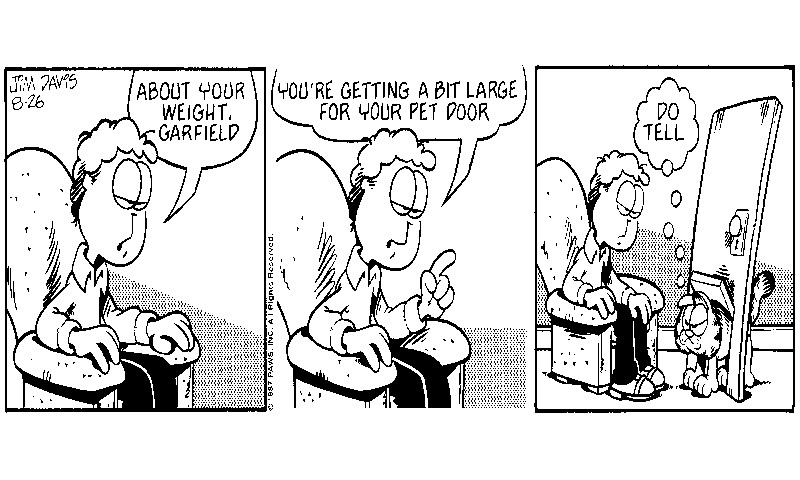 JIM DAVIS
8-26
ABOUT YOUR
WEIGHT,
GARFIELD
YOU'RE GETTING A BIT LARGE
FOR YOUR PET DOOR
© 1987 PAWS, INC. All Rights Reserved.
DO
TELL